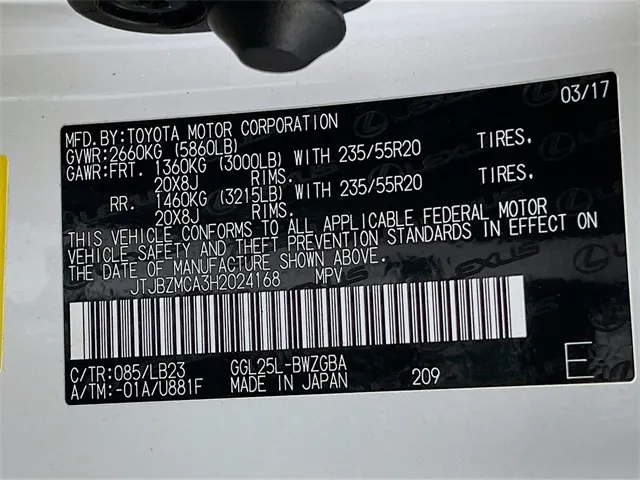 03/17
MFD.BY:TOYOTA MOTOR CORPORATION
GVWR:2660KG (5860LB)
GAWR:FRT. 1360KG (3000LB) WITH 235/55R20 TIRES,
20X8J RIMS.
RR. 1460KG (3215LB) WITH 235/55R20 TIRES,
20X8J RIMS.
THIS VEHICLE CONFORMS TO ALL APPLICABLE FEDERAL MOTOR
VEHICLE SAFETY AND THEFT PREVENTION STANDARDS IN EFFECT ON
THE DATE OF MANUFACTURE SHOWN ABOVE.
JTJBZMCA3H2024168 MPV
C/TR:085/LB23 GGL25L-BWZGBA
A/TM:-01A/U881F MADE IN JAPAN 209 E
LEXUS
LEXUS